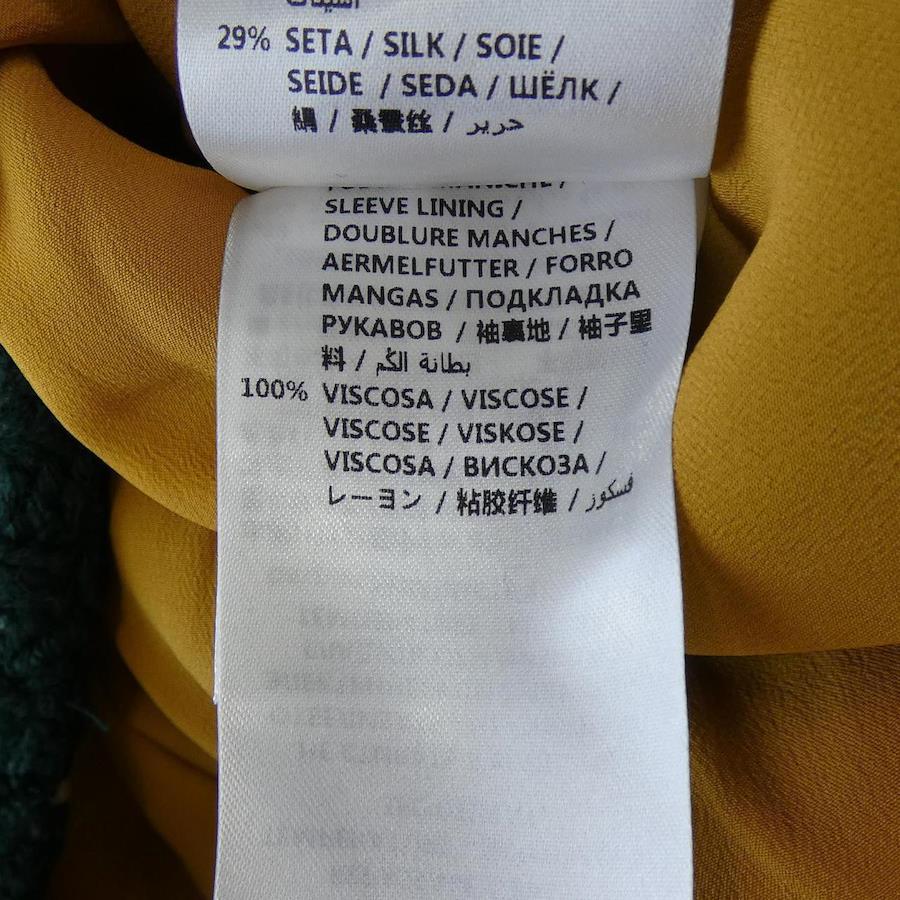 29% SETA / SILK / SOIE /
SEIDE / SEDA / ШЁЛК /
絹 / 桑蚕丝 / حرير
SLEEVE LINING /
DOUBLURE MANCHES /
AERMELFUTTER / FORRO
MANGAS / ПОДКЛАДКА
РУКАВОВ / 袖裏地 / 袖子里
料 / بطانة الكم
100% VISCOSA / VISCOSE /
VISCOSE / VISKOSE /
VISCOSA / ВИСКОЗА /
レーヨン / 粘胶纤维 / فسكوز